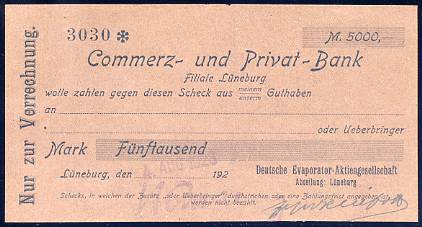 Nur zur Verrechnung.
3030 ✻ M. 5000,—
Commerz- und Privat-Bank
Filiale Lüneburg
wolle zahlen gegen diesen Scheck aus meinem unserm Guthaben
an
oder Ueberbringer
Mark Fünftausend
Lüneburg, den 192
Deutsche Evaporator-Aktiengesellschaft
Abteilung: Lüneburg
Schecks, in welchen der Zusatz „oder Ueberbringer" durchstrichen oder eine Zahlungsfrist angegeben
werden nicht bezahlt.